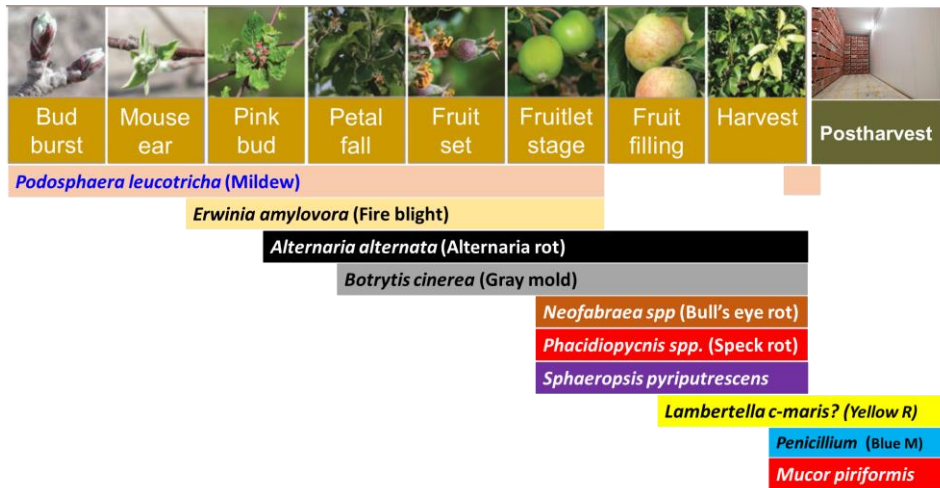 Bud
burst
Mouse
ear
Pink
bud
Petal
fall
Fruit
set
Fruitlet
stage
Fruit
filling
Harvest
Postharvest
Podosphaera leucotricha (Mildew)
Erwinia amylovora (Fire blight)
Alternaria alternata (Alternaria rot)
Botrytis cinerea (Gray mold)
Neofabraea spp (Bull's eye rot)
Phacidiopycnis spp. (Speck rot)
Sphaeropsis pyriputrescens
Lambertella c-maris? (Yellow R)
Penicillium (Blue M)
Mucor piriformis